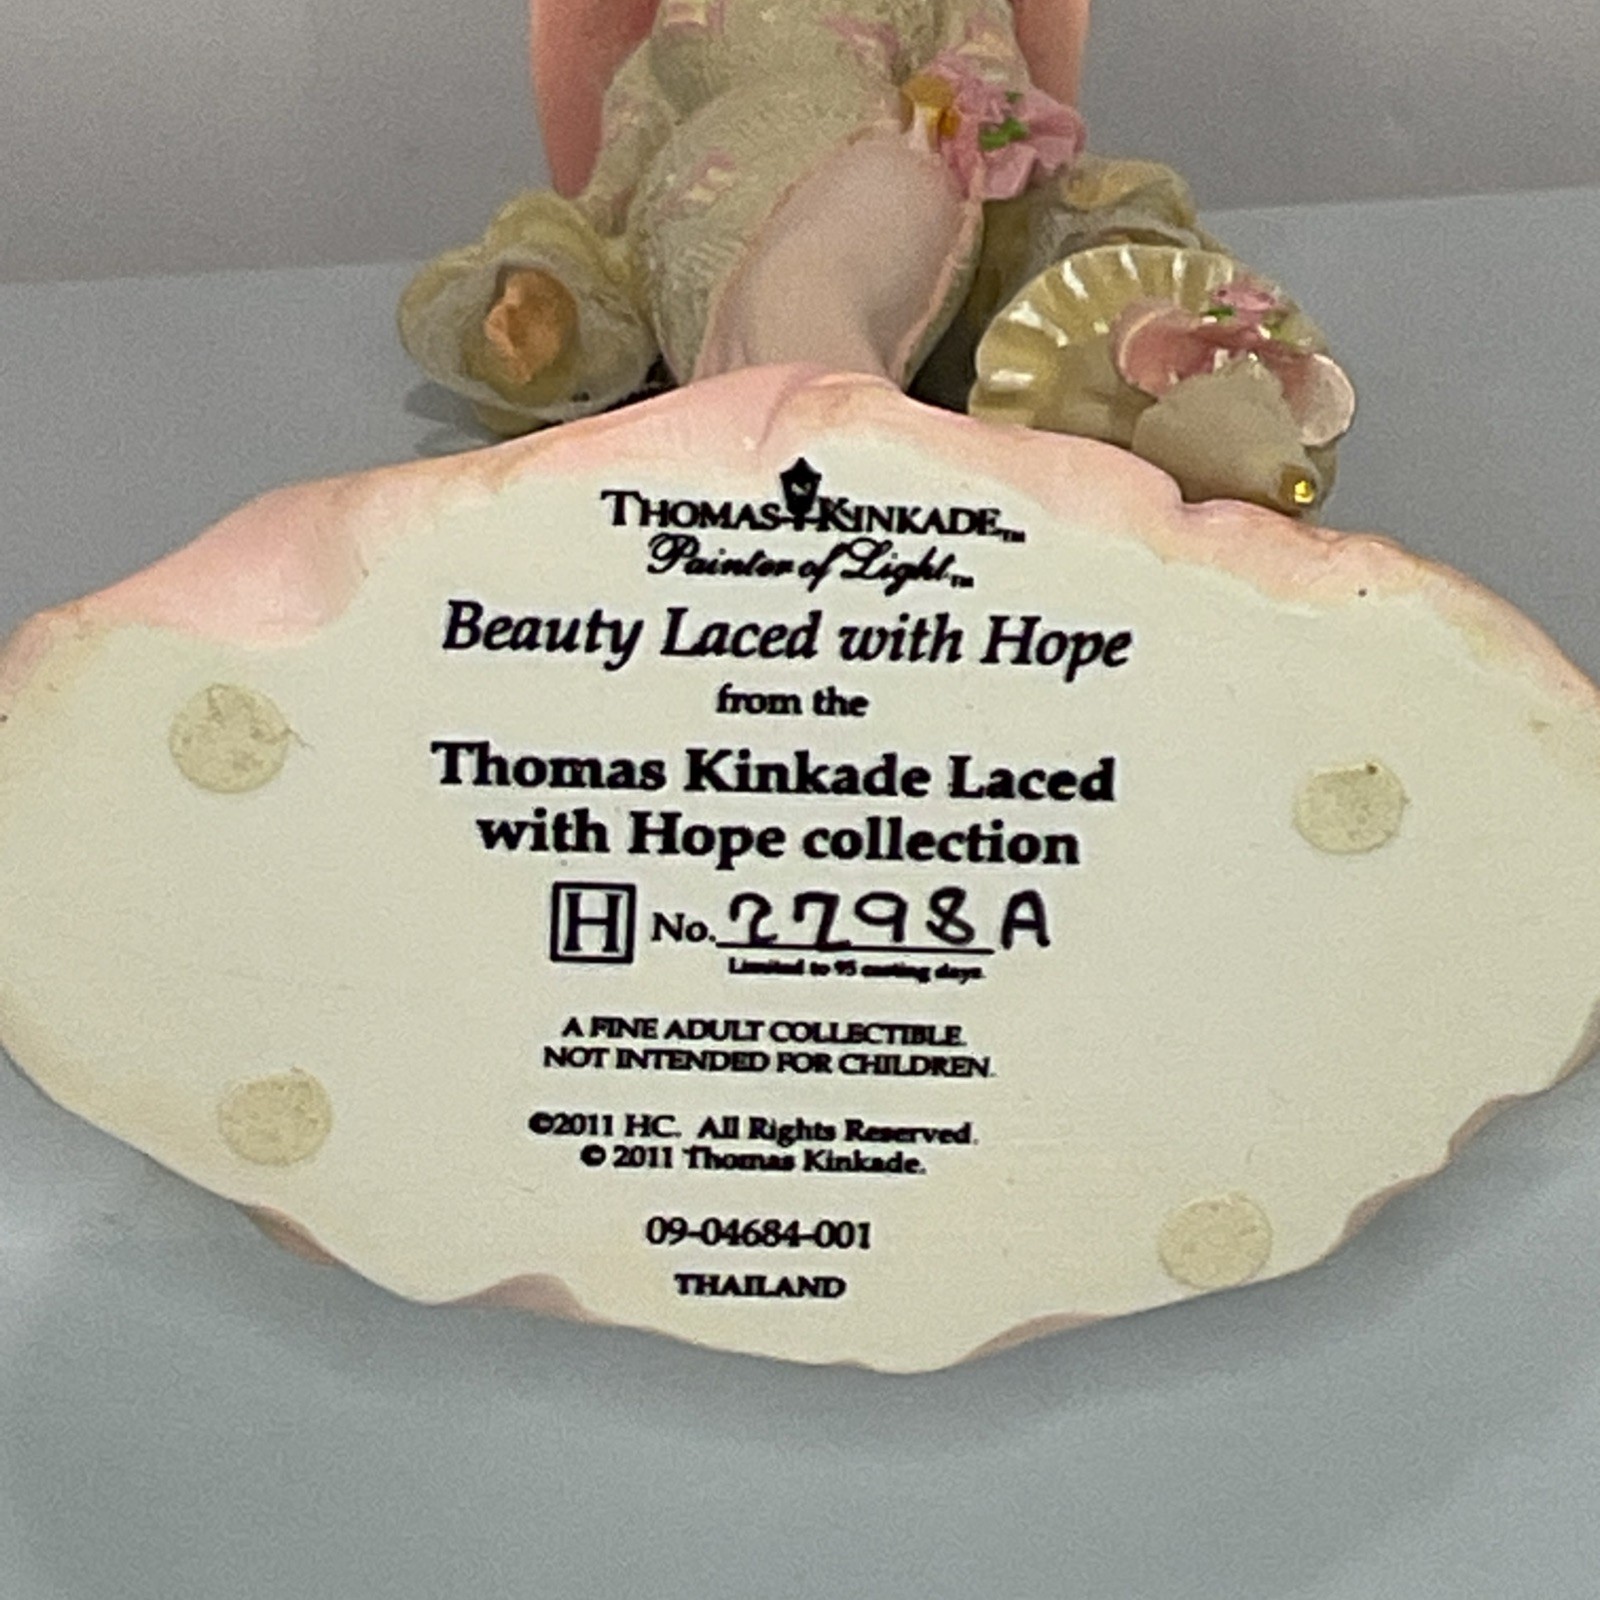 THOMAS KINKADE™
Painter of Light™
Beauty Laced with Hope
from the
Thomas Kinkade Laced
with Hope collection
H No. 2798A
Limited to 95 casting days.
A FINE ADULT COLLECTIBLE.
NOT INTENDED FOR CHILDREN.
©2011 HC. All Rights Reserved.
© 2011 Thomas Kinkade.
09-04684-001
THAILAND